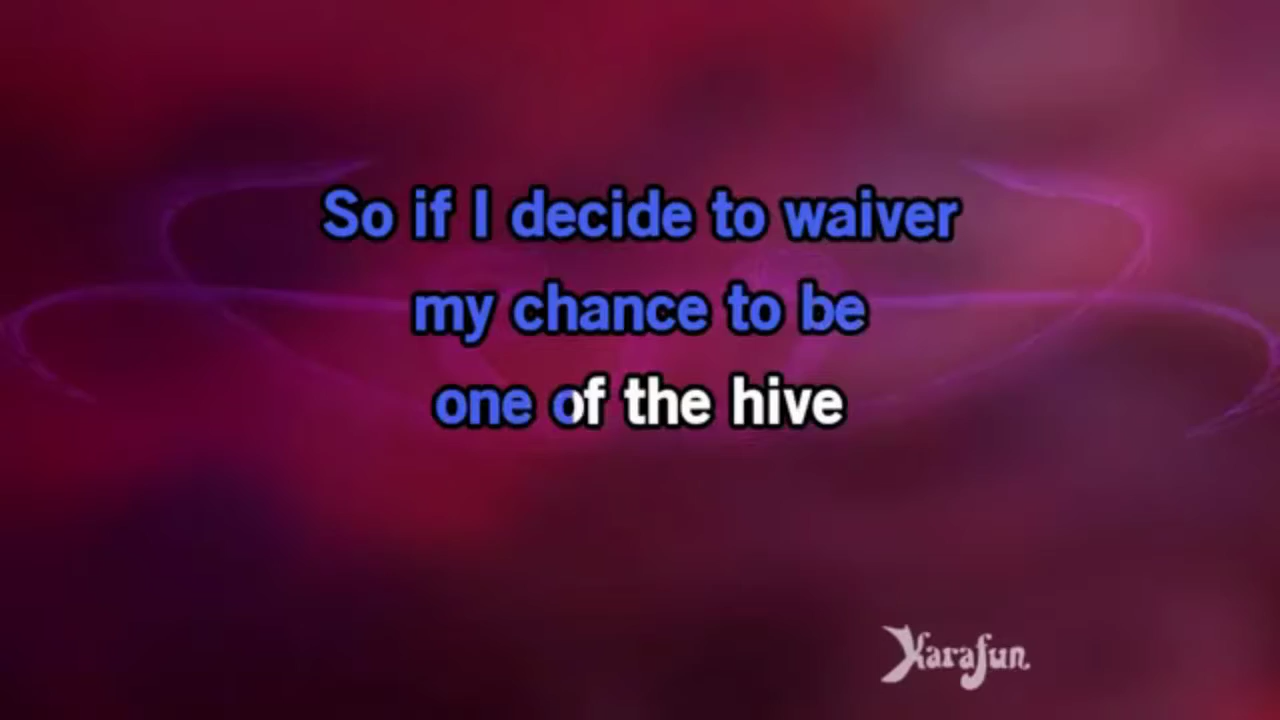 So if I decide to waiver
my chance to be
one of the hive
Karafun